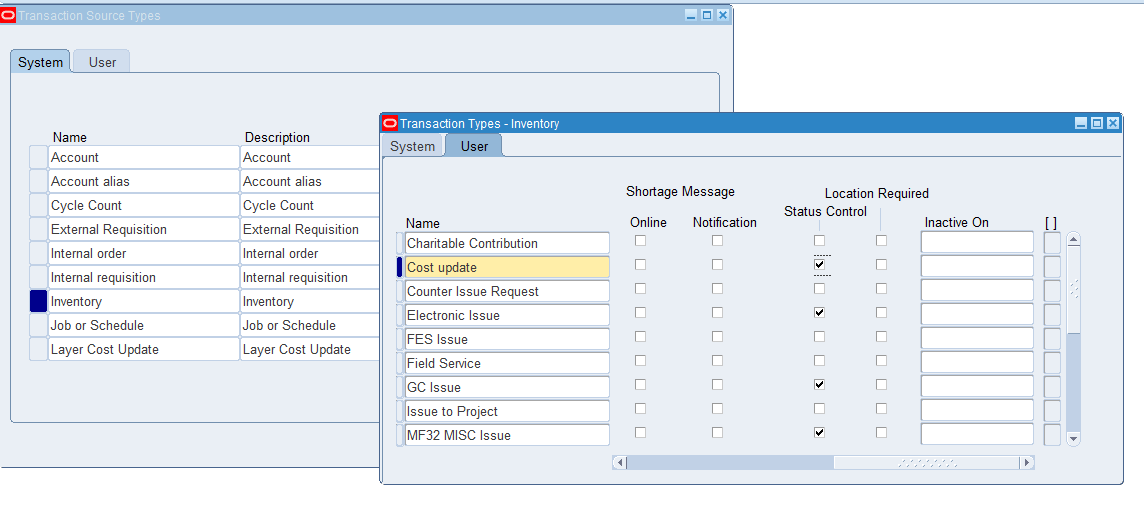 Transaction Source Types
System User
Name Description
Account Account
Account alias Account alias
Cycle Count Cycle Count
External Requisition External Requisition
Internal order Internal order
Internal requisition Internal requisition
Inventory Inventory
Job or Schedule Job or Schedule
Layer Cost Update Layer Cost Update
Transaction Types - Inventory
System User
Shortage Message Location Required
Status Control
Name Online Notification Inactive On [ ]
Charitable Contribution
Cost update
Counter Issue Request
Electronic Issue
FES Issue
Field Service
GC Issue
Issue to Project
MF32 MISC Issue